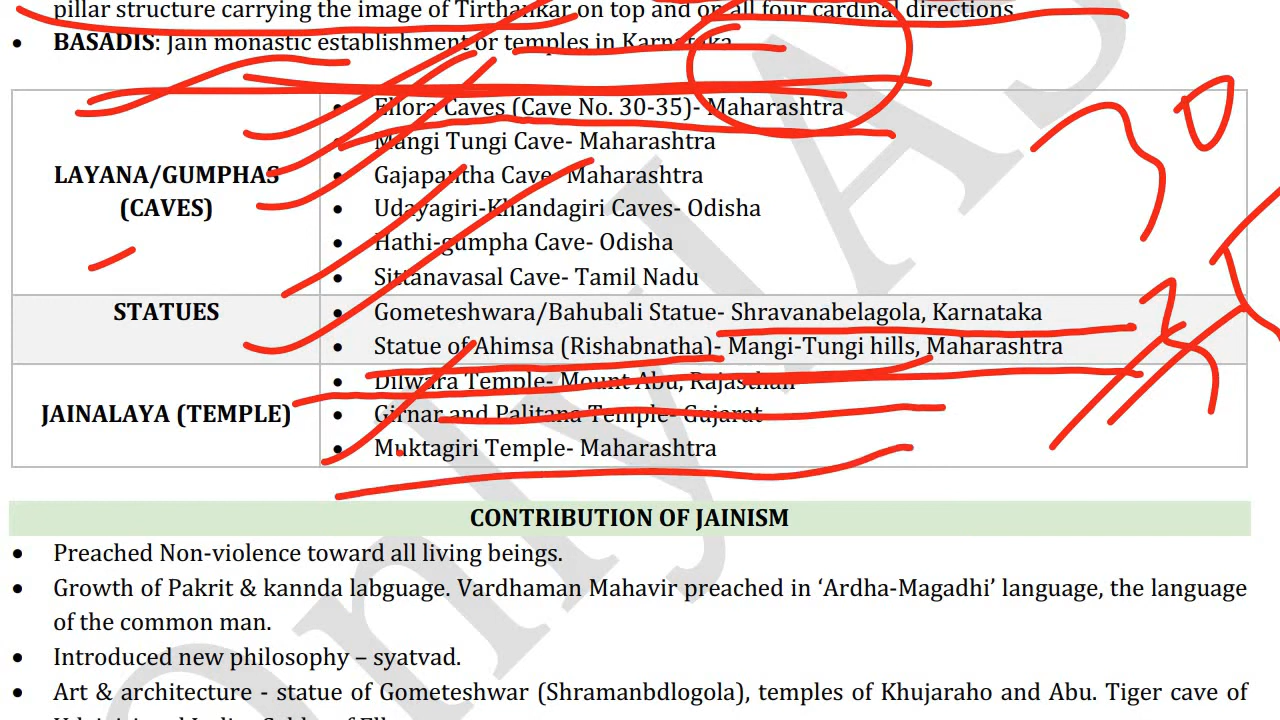 pillar structure carrying the image of Tirthankar on top and on all four cardinal directions.
• BASADIS: Jain monastic establishment or temples in Karnataka.
LAYANA/GUMPHAS
(CAVES)
• Ellora Caves (Cave No. 30-35)- Maharashtra
• Mangi Tungi Cave- Maharashtra
• Gajapantha Cave- Maharashtra
• Udayagiri-Khandagiri Caves- Odisha
• Hathi-gumpha Cave- Odisha
• Sittanavasal Cave- Tamil Nadu
STATUES
• Gometeshwara/Bahubali Statue- Shravanabelagola, Karnataka
• Statue of Ahimsa (Rishabnatha)- Mangi-Tungi hills, Maharashtra
JAINALAYA (TEMPLE)
• Dilwara Temple- Mount Abu, Rajasthan
• Girnar and Palitana Temple- Gujarat
• Muktagiri Temple- Maharashtra
CONTRIBUTION OF JAINISM
• Preached Non-violence toward all living beings.
• Growth of Pakrit & kannda labguage. Vardhaman Mahavir preached in ‘Ardha-Magadhi’ language, the language
of the common man.
• Introduced new philosophy – syatvad.
• Art & architecture - statue of Gometeshwar (Shramanbdlogola), temples of Khujaraho and Abu. Tiger cave of